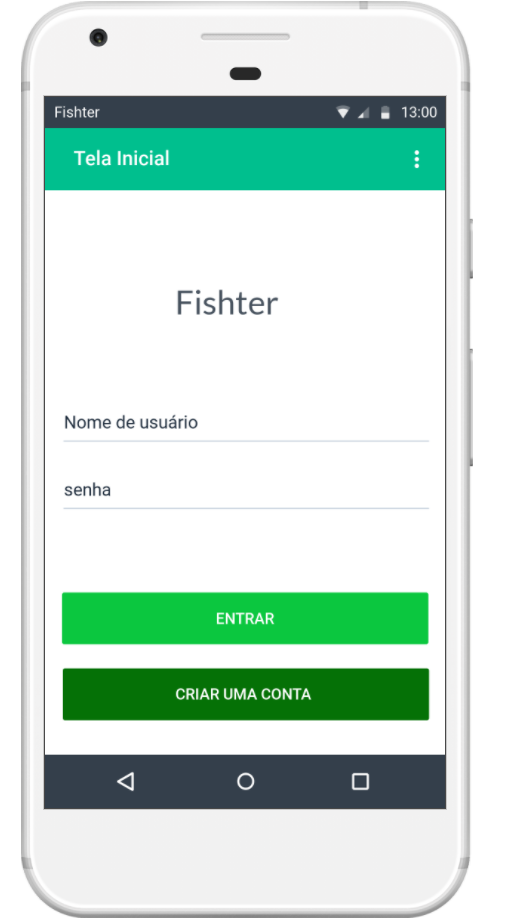 Fishter 13:00
Tela Inicial
Fishter
Nome de usuário
senha
ENTRAR
CRIAR UMA CONTA